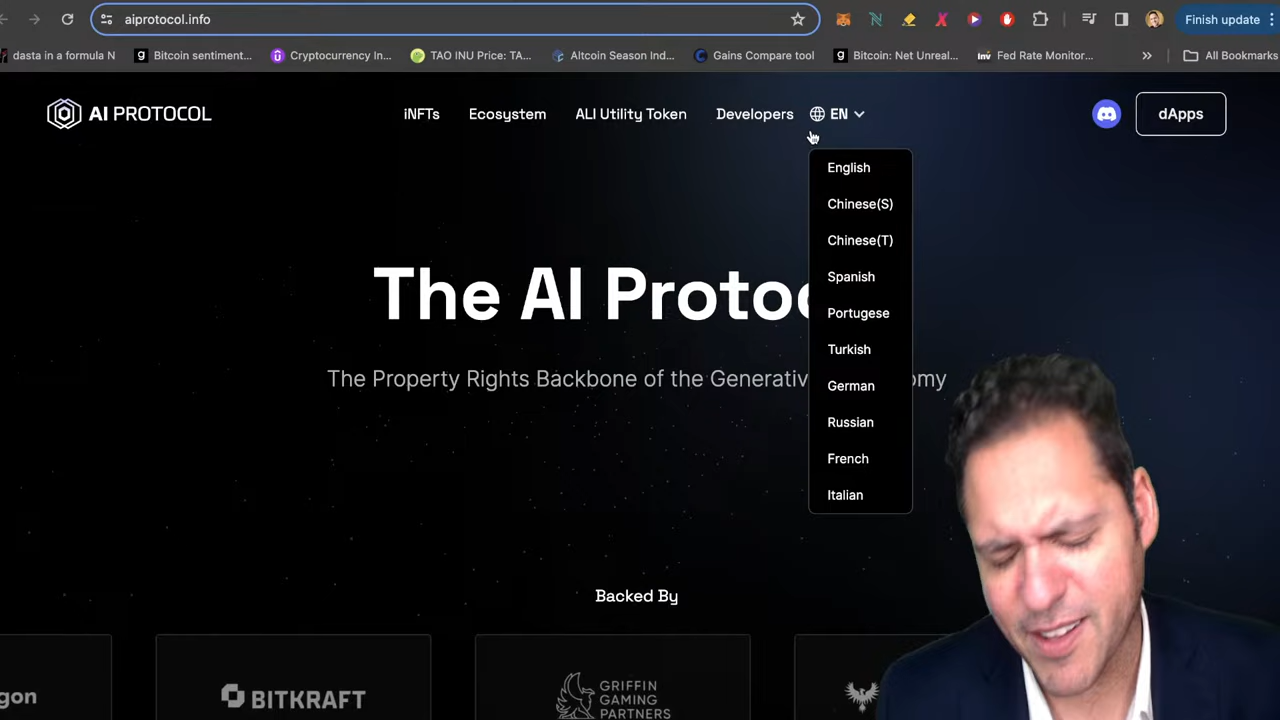 aiprotocol.info
Finish update
dasta in a formula N
Bitcoin sentiment...
Cryptocurrency In...
TAO INU Price: TA...
Altcoin Season Ind...
Gains Compare tool
Bitcoin: Net Unreal...
Fed Rate Monitor...
All Bookmarks
AI PROTOCOL
iNFTs
Ecosystem
ALI Utility Token
Developers
EN
dApps
English
Chinese(S)
Chinese(T)
Spanish
Portugese
Turkish
German
Russian
French
Italian
The AI Protoc
The Property Rights Backbone of the Generativ omy
Backed By
gon
BITKRAFT
GRIFFIN
GAMING
PARTNERS